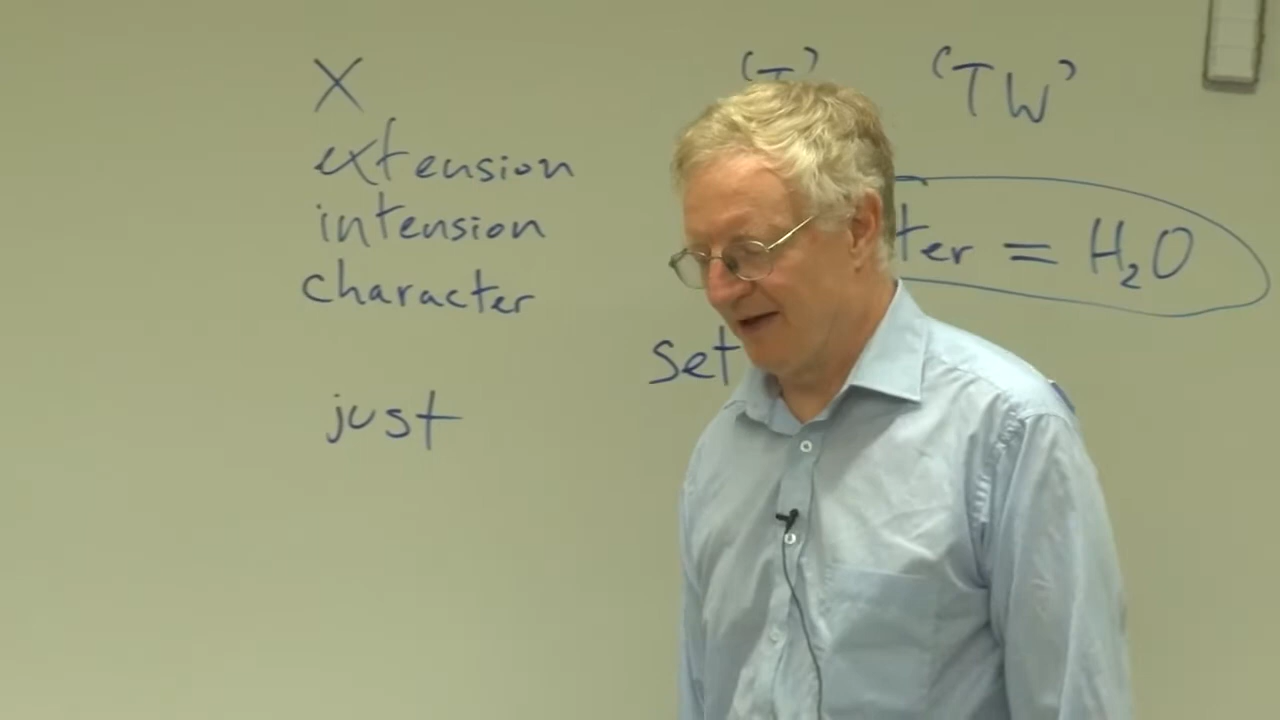 X 'T' 'TW'
extension
intension ter = H₂O
character
set
just